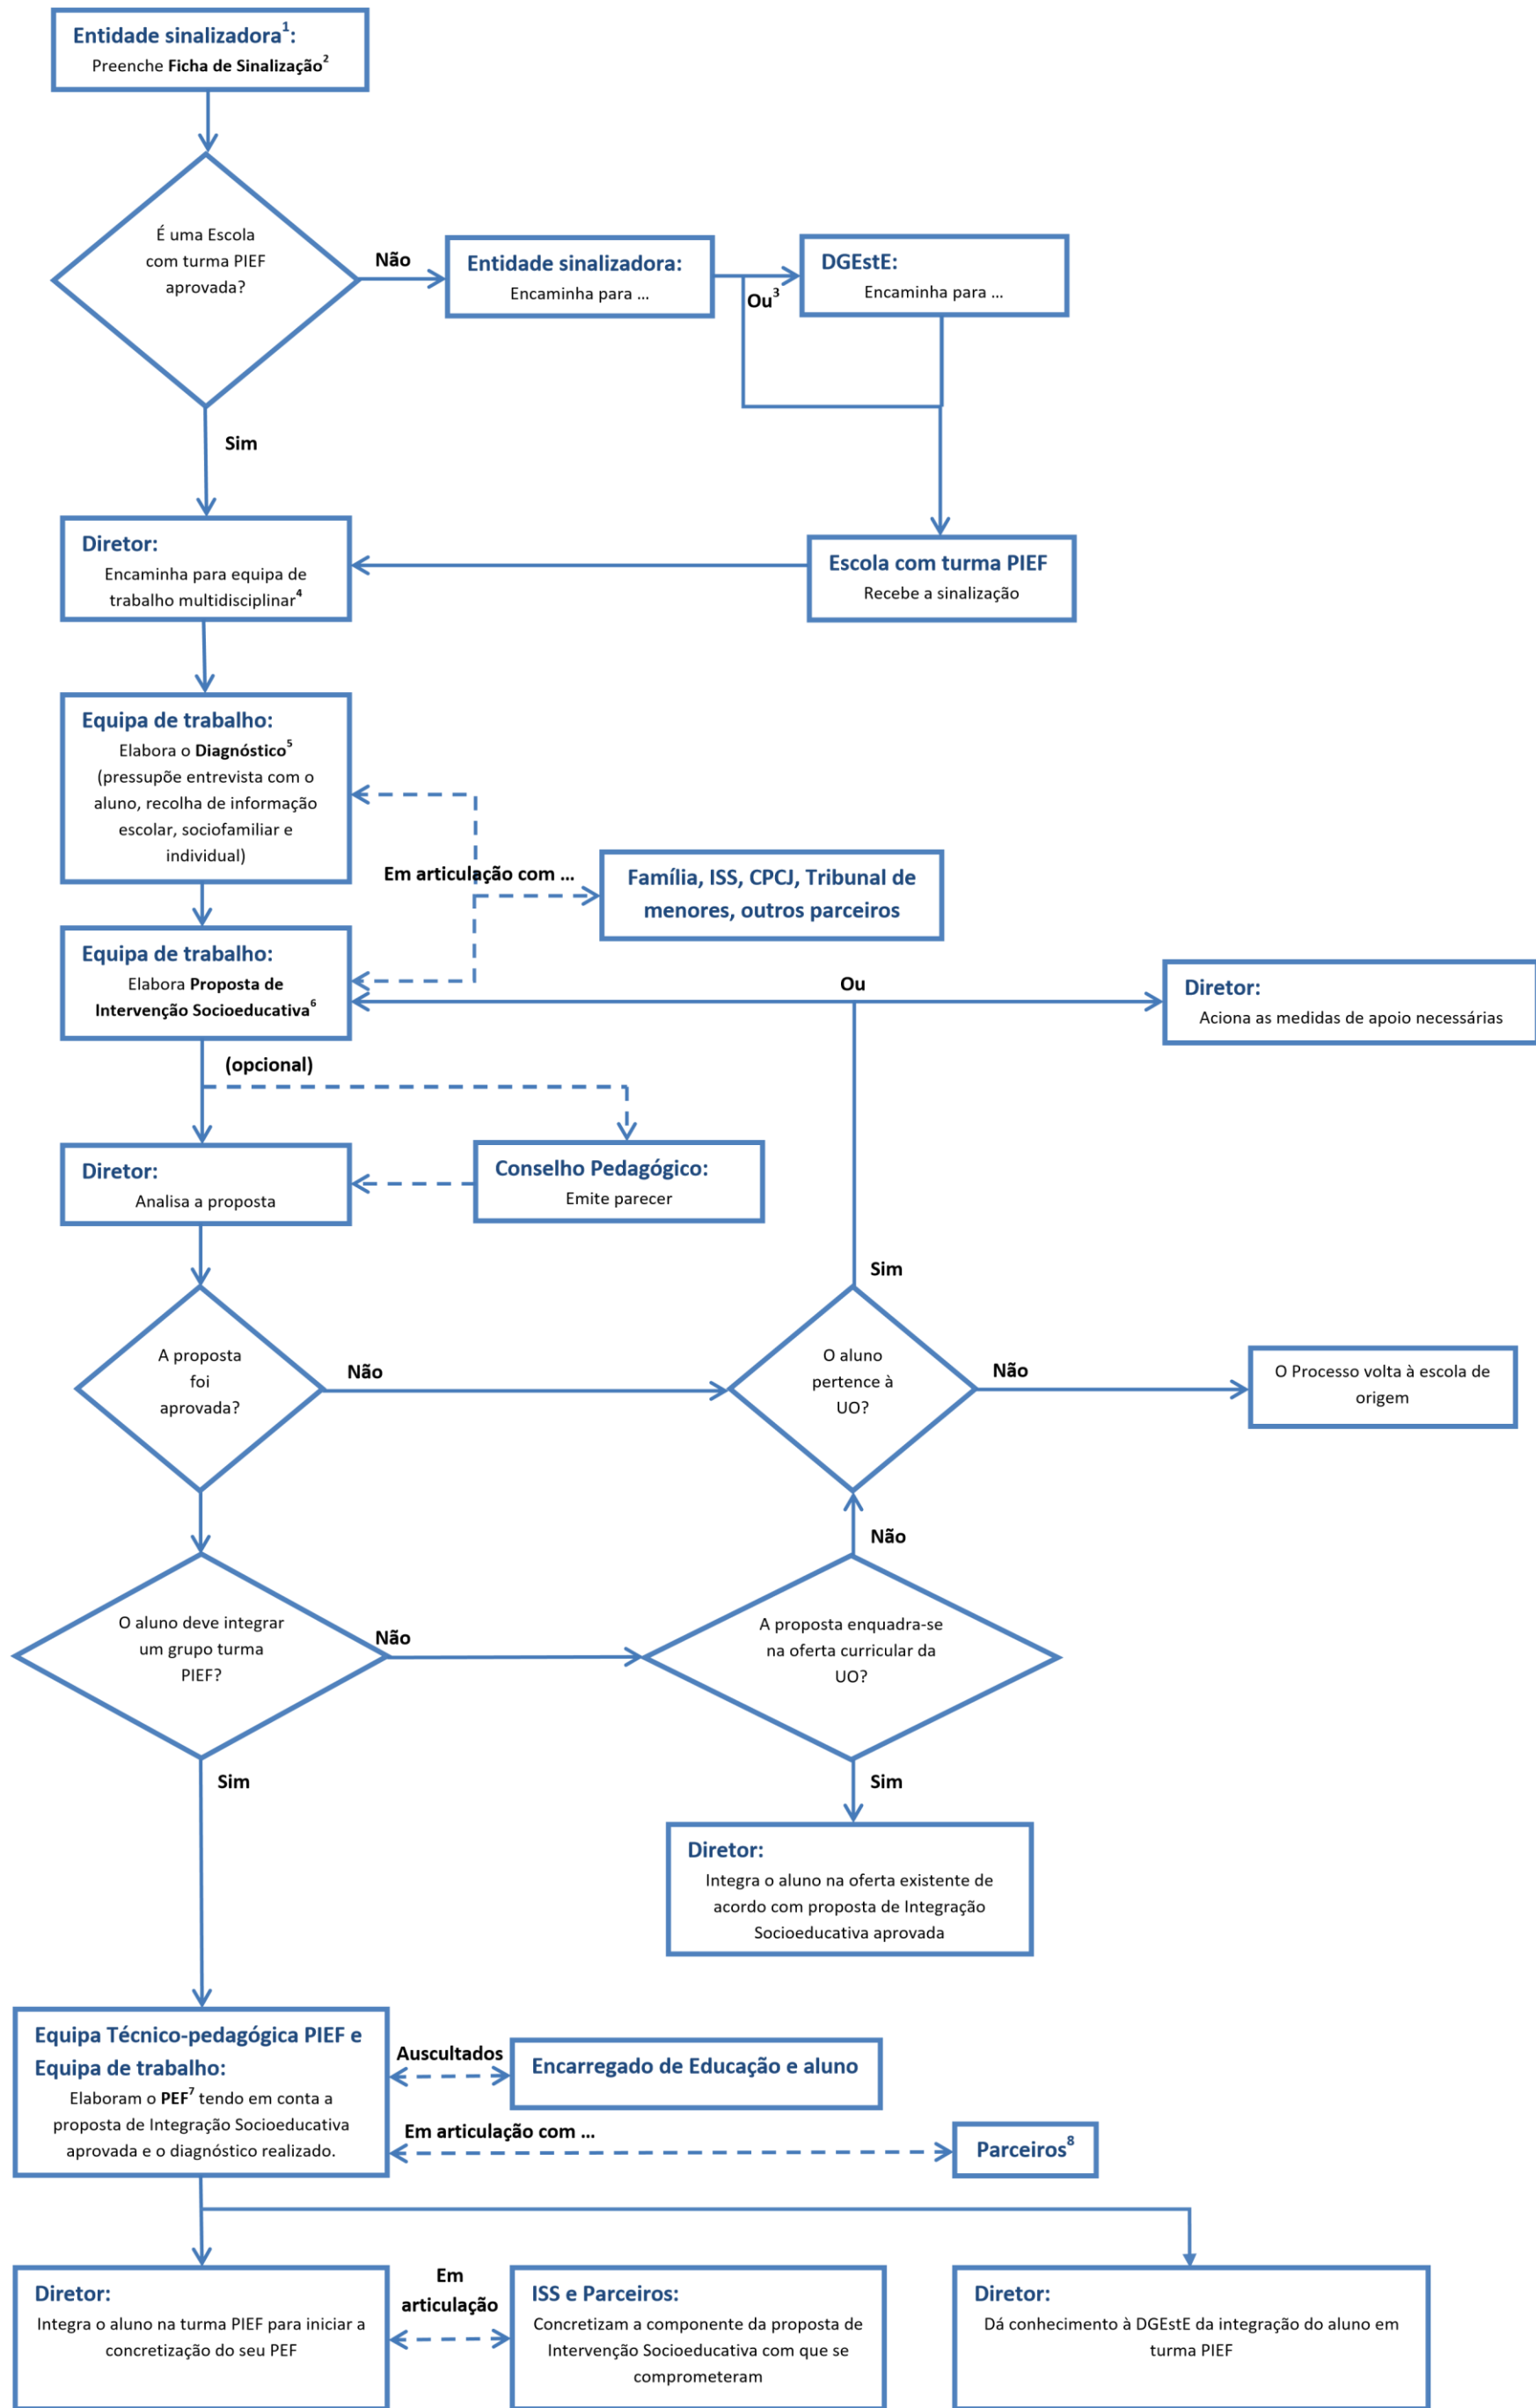 Entidade sinalizadora¹:
Preenche Ficha de Sinalização²
É uma Escola
com turma PIEF
aprovada?
Não
Entidade sinalizadora:
Encaminha para ...
Ou³
DGEstE:
Encaminha para ...
Sim
Diretor:
Encaminha para equipa de
trabalho multidisciplinar⁴
Escola com turma PIEF
Recebe a sinalização
Equipa de trabalho:
Elabora o Diagnóstico⁵
(pressupõe entrevista com o
aluno, recolha de informação
escolar, sociofamiliar e
individual)
Em articulação com ...
Família, ISS, CPCJ, Tribunal de
menores, outros parceiros
Equipa de trabalho:
Elabora Proposta de
Intervenção Socioeducativa⁶
Ou
Diretor:
Aciona as medidas de apoio necessárias
(opcional)
Diretor:
Analisa a proposta
Conselho Pedagógico:
Emite parecer
Sim
A proposta
foi
aprovada?
Não
O aluno
pertence à
UO?
Não
O Processo volta à escola de
origem
Não
O aluno deve integrar
um grupo turma
PIEF?
Não
A proposta enquadra-se
na oferta curricular da
UO?
Sim
Sim
Diretor:
Integra o aluno na oferta existente de
acordo com proposta de Integração
Socioeducativa aprovada
Equipa Técnico-pedagógica PIEF e
Equipa de trabalho:
Elaboram o PEF⁷ tendo em conta a
proposta de Integração Socioeducativa
aprovada e o diagnóstico realizado.
Auscultados
Encarregado de Educação e aluno
Em articulação com ...
Parceiros⁸
Diretor:
Integra o aluno na turma PIEF para iniciar a
concretização do seu PEF
Em
articulação
ISS e Parceiros:
Concretizam a componente da proposta de
Intervenção Socioeducativa com que se
comprometeram
Diretor:
Dá conhecimento à DGEstE da integração do aluno em
turma PIEF